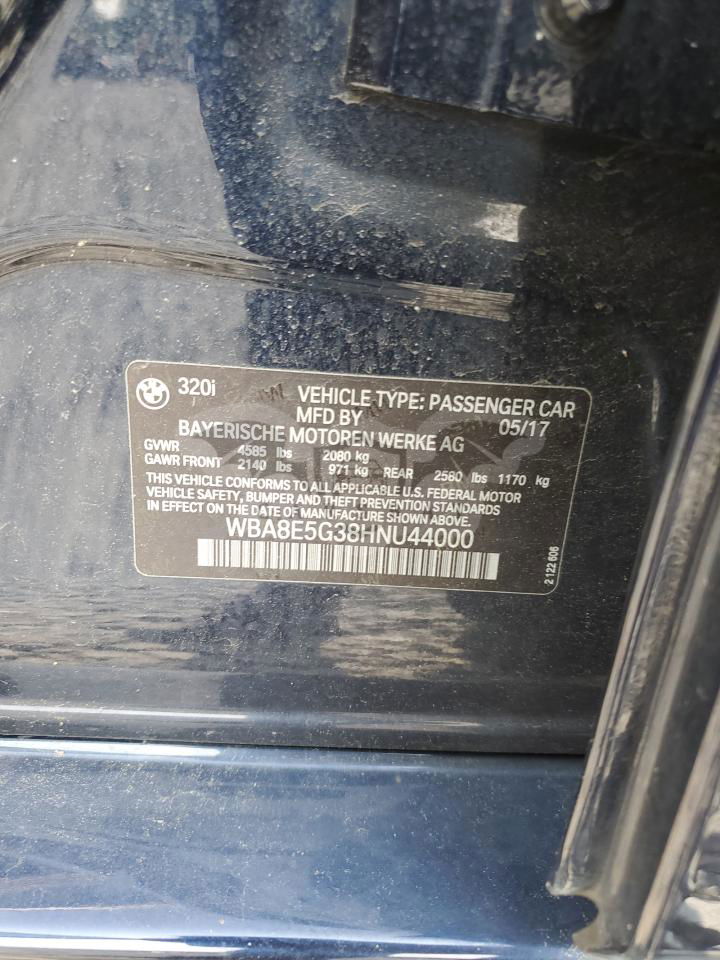 320i VEHICLE TYPE: PASSENGER CAR
MFD BY 05/17
BAYERISCHE MOTOREN WERKE AG
GVWR 4585 lbs 2080 kg
GAWR FRONT 2140 lbs 971 kg REAR 2580 lbs 1170 kg
THIS VEHICLE CONFORMS TO ALL APPLICABLE U.S. FEDERAL MOTOR
VEHICLE SAFETY, BUMPER AND THEFT PREVENTION STANDARDS
IN EFFECT ON THE DATE OF MANUFACTURE SHOWN ABOVE.
WBA8E5G38HNU44000
2 122 606